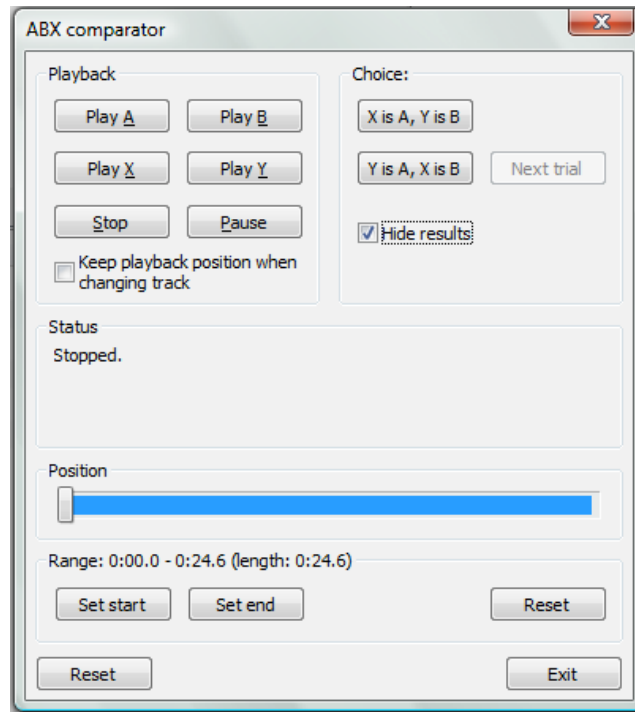 ABX comparator
Playback
Play A
Play B
Play X
Play Y
Stop
Pause
Keep playback position when
changing track
Choice:
X is A, Y is B
Y is A, X is B
Next trial
Hide results
Status
Stopped.
Position
Range: 0:00.0 - 0:24.6 (length: 0:24.6)
Set start
Set end
Reset
Reset
Exit